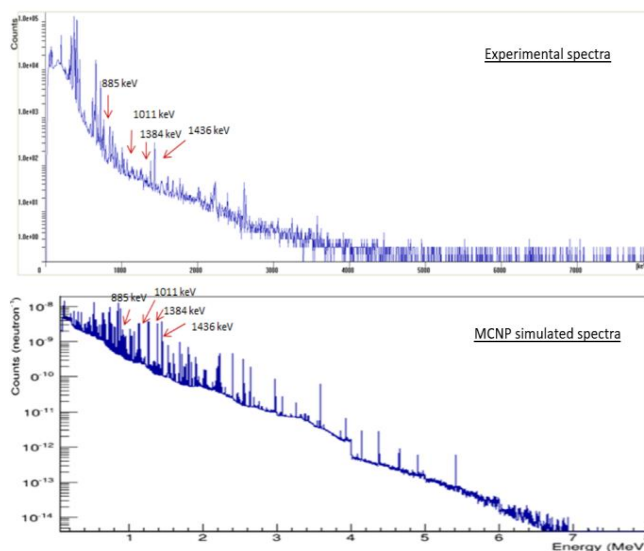 Counts
Experimental spectra
1.0e+05
1.0e+04
1.0e+03
1.0e+02
1.0e+01
1.0e+00
885 keV
1011 keV
1384 keV
1436 keV
0
1000
2000
3000
4000
5000
6000
7000
MCNP simulated spectra
Counts (neutron⁻¹)
10⁻⁸
10⁻⁹
10⁻¹⁰
10⁻¹¹
10⁻¹²
10⁻¹³
10⁻¹⁴
885 keV
1011 keV
1384 keV
1436 keV
1
2
3
4
5
6
7
Energy (MeV